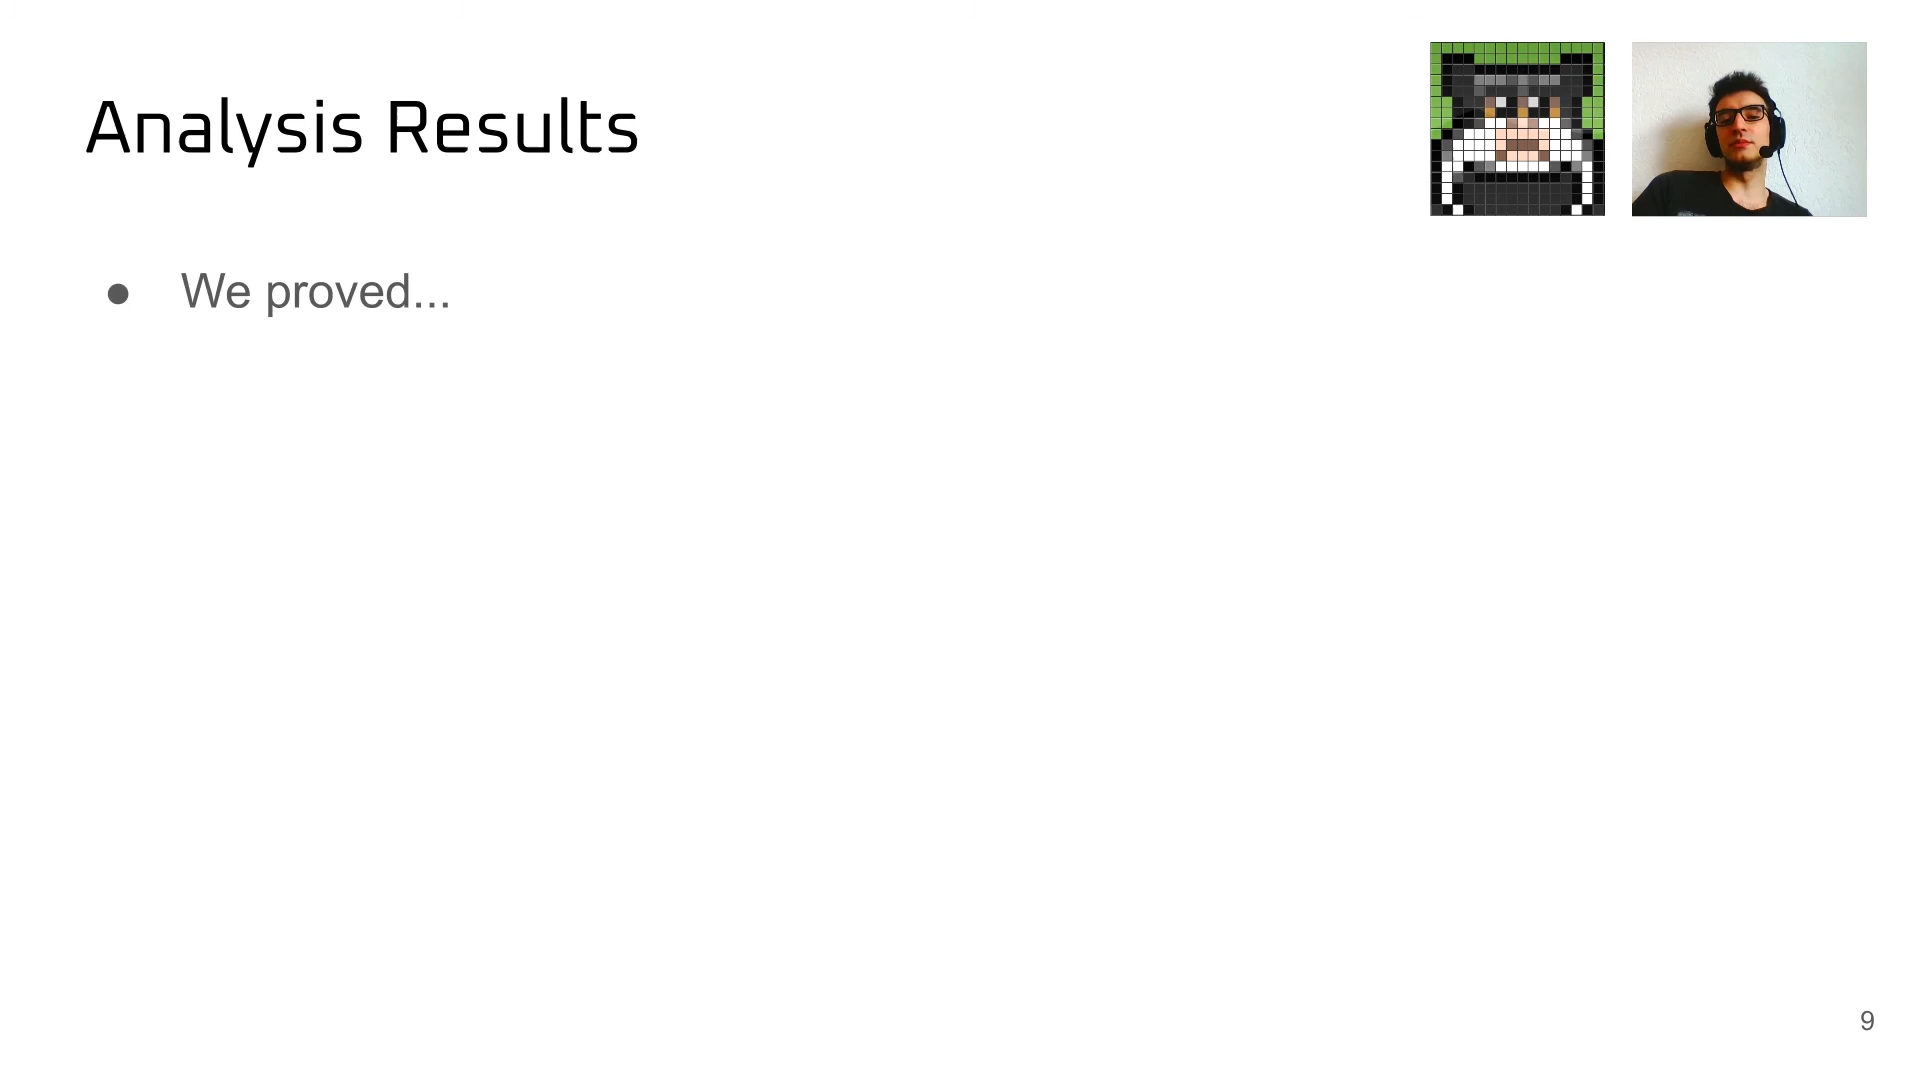 Analysis Results
● We proved...
9